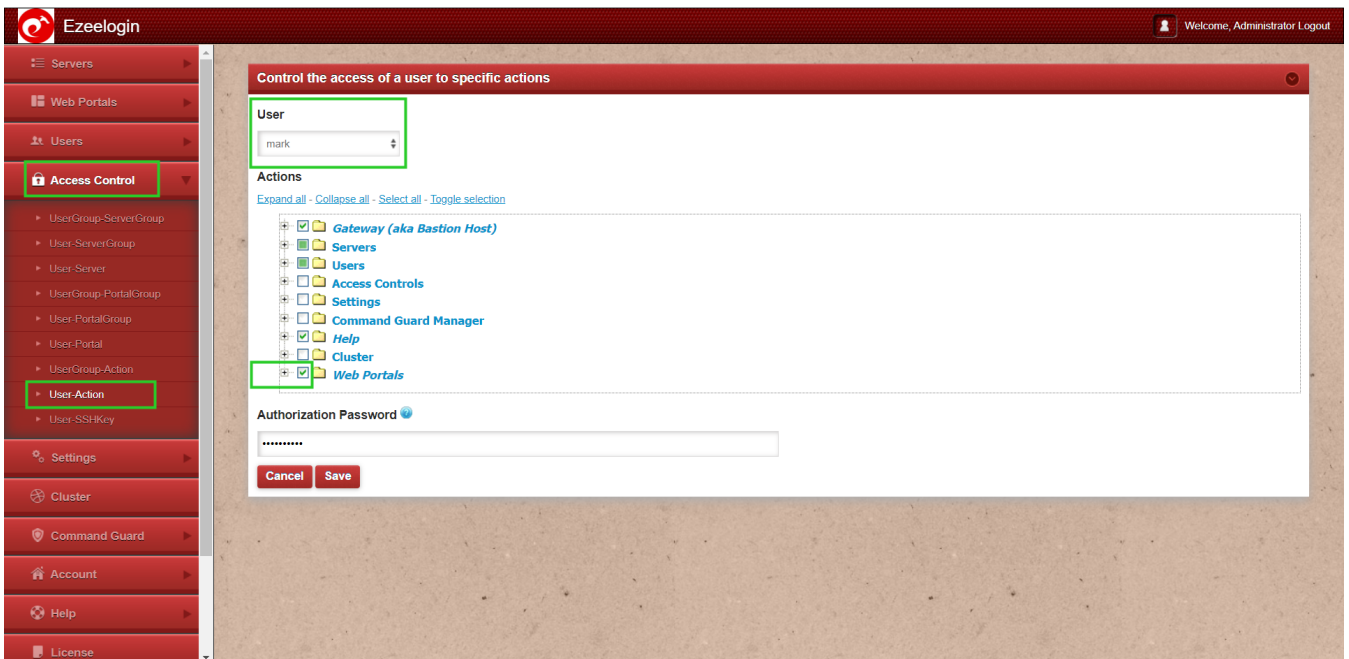 Ezeelogin
Welcome, Administrator Logout
Servers
Web Portals
Users
Access Control
UserGroup-ServerGroup
User-ServerGroup
User-Server
UserGroup-PortalGroup
User-PortalGroup
User-Portal
UserGroup-Action
User-Action
User-SSHKey
Settings
Cluster
Command Guard
Account
Help
License
Control the access of a user to specific actions
User
mark
Actions
Expand all - Collapse all - Select all - Toggle selection
Gateway (aka Bastion Host)
Servers
Users
Access Controls
Settings
Command Guard Manager
Help
Cluster
Web Portals
Authorization Password
••••••••••
Cancel Save